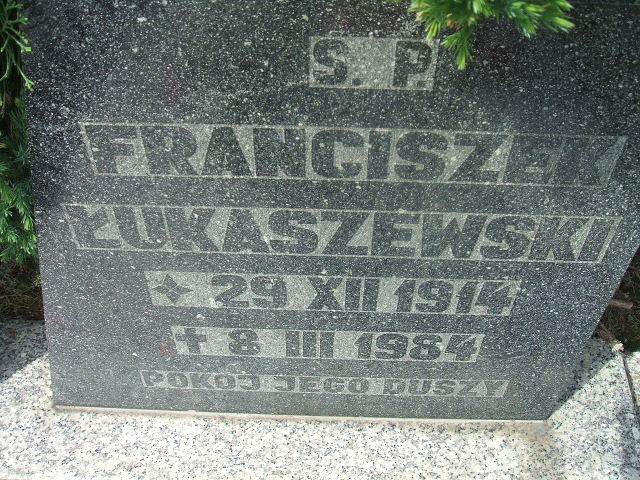 S. P.
FRANCISZEK
ŁUKASZEWSKI
✦ 29 XII 1914
✝ 8 III 1984
POKÓJ JEGO DUSZY